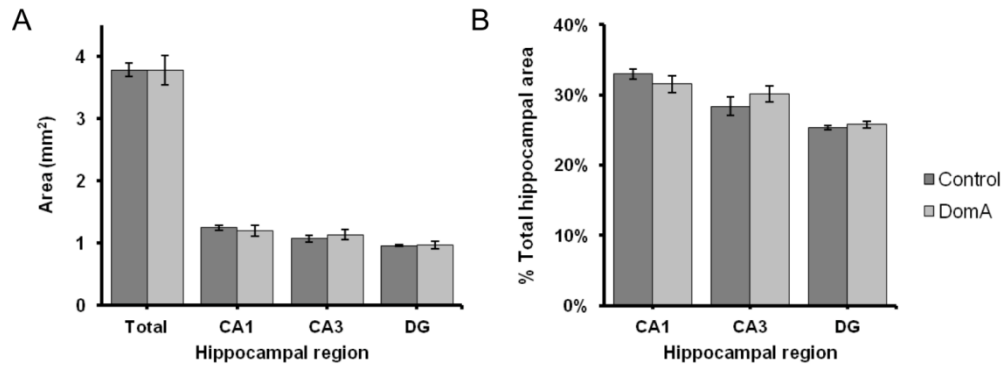 A
Area (mm²)
4
3
2
1
0
Total CA1 CA3 DG
Hippocampal region
B
% Total hippocampal area
40%
30%
20%
10%
0%
CA1 CA3 DG
Hippocampal region
Control
DomA